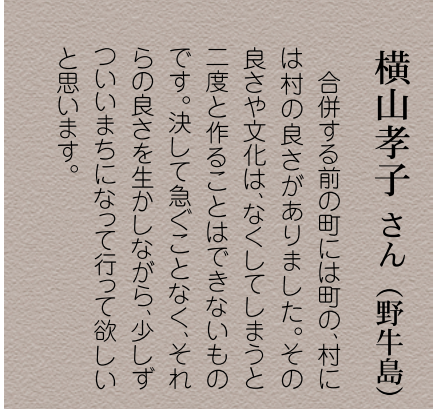 横山孝子 さん（野牛島）
合併する前の町には町の、村に
は村の良さがありました。その
良さや文化は、なくしてしまうと
二度と作ることはできないもの
です。決して急ぐことなく、それ
らの良さを生かしながら、少しず
ついいまちになって行って欲しい
と思います。